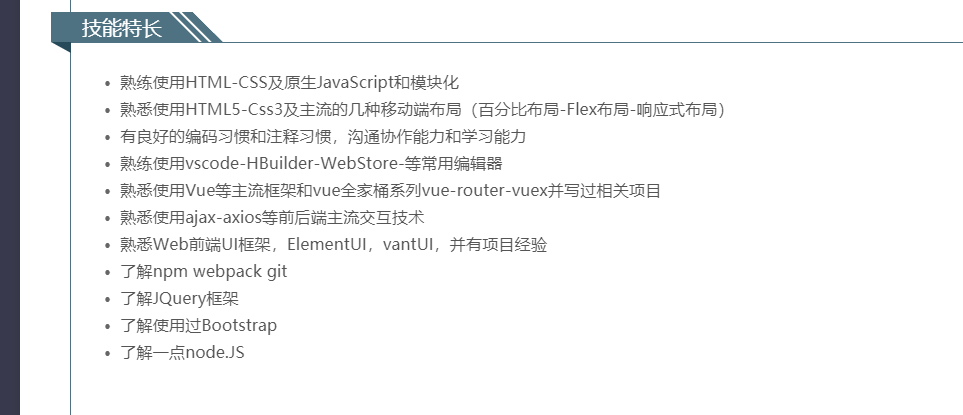 技能特长
• 熟练使用HTML-CSS及原生JavaScript和模块化
• 熟悉使用HTML5-Css3及主流的几种移动端布局（百分比布局-Flex布局-响应式布局）
• 有良好的编码习惯和注释习惯，沟通协作能力和学习能力
• 熟练使用vscode-HBuilder-WebStore-等常用编辑器
• 熟悉使用Vue等主流框架和vue全家桶系列vue-router-vuex并写过相关项目
• 熟悉使用ajax-axios等前后端主流交互技术
• 熟悉Web前端UI框架，ElementUI，vantUI，并有项目经验
• 了解npm webpack git
• 了解JQuery框架
• 了解使用过Bootstrap
• 了解一点node.JS